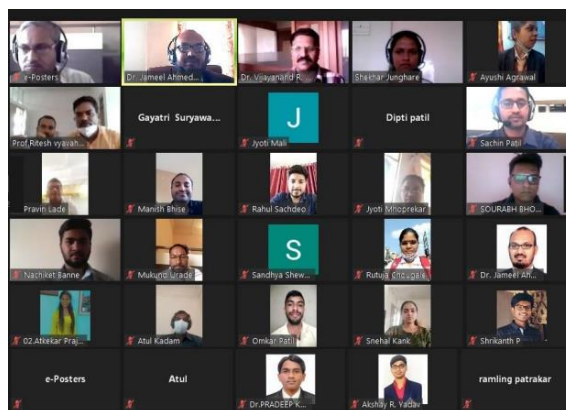 e-Posters
Dr. Jameel Ahmed...
Dr. Vijayanand R.
Shekhar Junghare
Ayushi Agrawal
Prof.Ritesh vyavah...
Gayatri Suryawa...
J
Jyoti Mali
Dipti patil
Sachin Patil
Pravin Lade
Manish Bhise
Rahul Sachdeo
Jyoti Mhoprekar
SOURABH BHO...
Nachiket Banne
Mukund Urade
S
Sandhya Shew...
Rutuja Chougale
Dr. Jameel Ah...
02.Atkekar Praj...
Atul Kadam
Omkar Patil
Snehal Kank
Shrikanth P
e-Posters
Atul
Dr.PRADEEP K...
Akshay R. Yadav
ramling patrakar